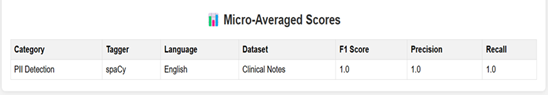 Micro-Averaged Scores
Category Tagger Language Dataset F1 Score Precision Recall
PII Detection spaCy English Clinical Notes 1.0 1.0 1.0